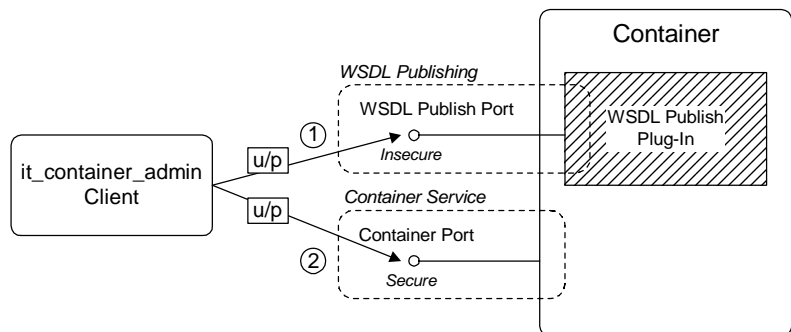 Container
WSDL Publishing
WSDL Publish Port
WSDL Publish
Plug-In
1
u/p
Insecure
it_container_admin
Client
Container Service
u/p
Container Port
2
Secure